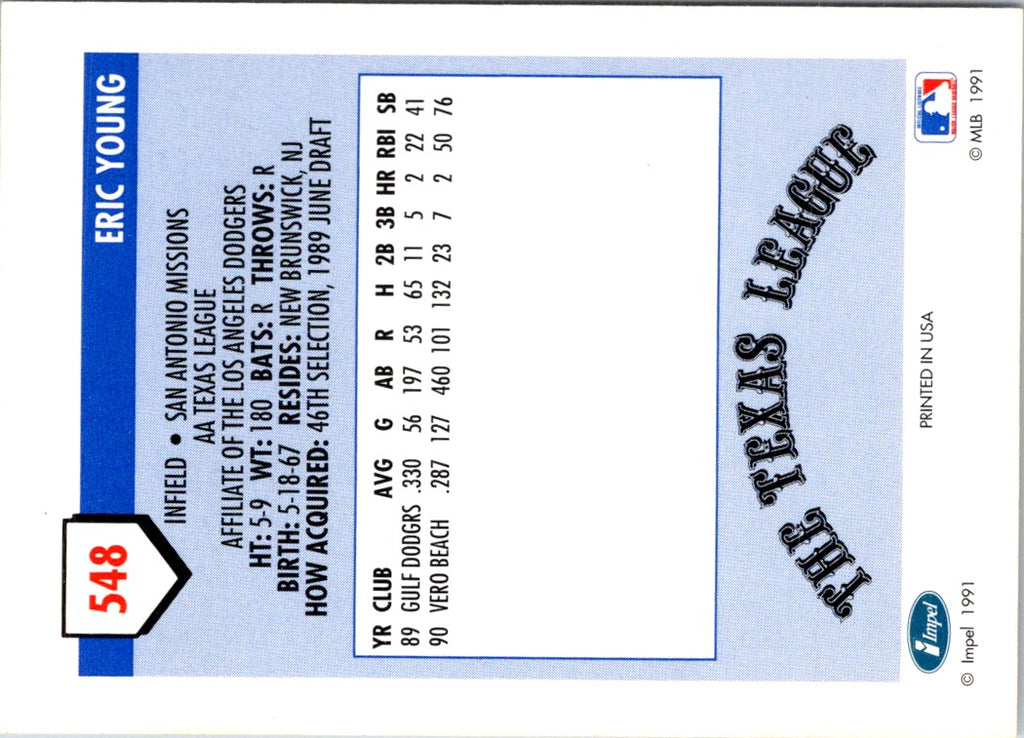 548
ERIC YOUNG
INFIELD • SAN ANTONIO MISSIONS
AA TEXAS LEAGUE
AFFILIATE OF THE LOS ANGELES DODGERS
HT: 5-9 WT: 180 BATS: R THROWS: R
BIRTH: 5-18-67 RESIDES: NEW BRUNSWICK, NJ
HOW ACQUIRED: 46TH SELECTION, 1989 JUNE DRAFT
YR CLUB AVG G AB R H 2B 3B HR RBI SB
89 GULF DODGRS .330 56 197 53 65 11 5 2 22 41
90 VERO BEACH .287 127 460 101 132 23 7 2 50 76
THE TEXAS LEAGUE
Impel
© Impel 1991
PRINTED IN USA
© MLB 1991